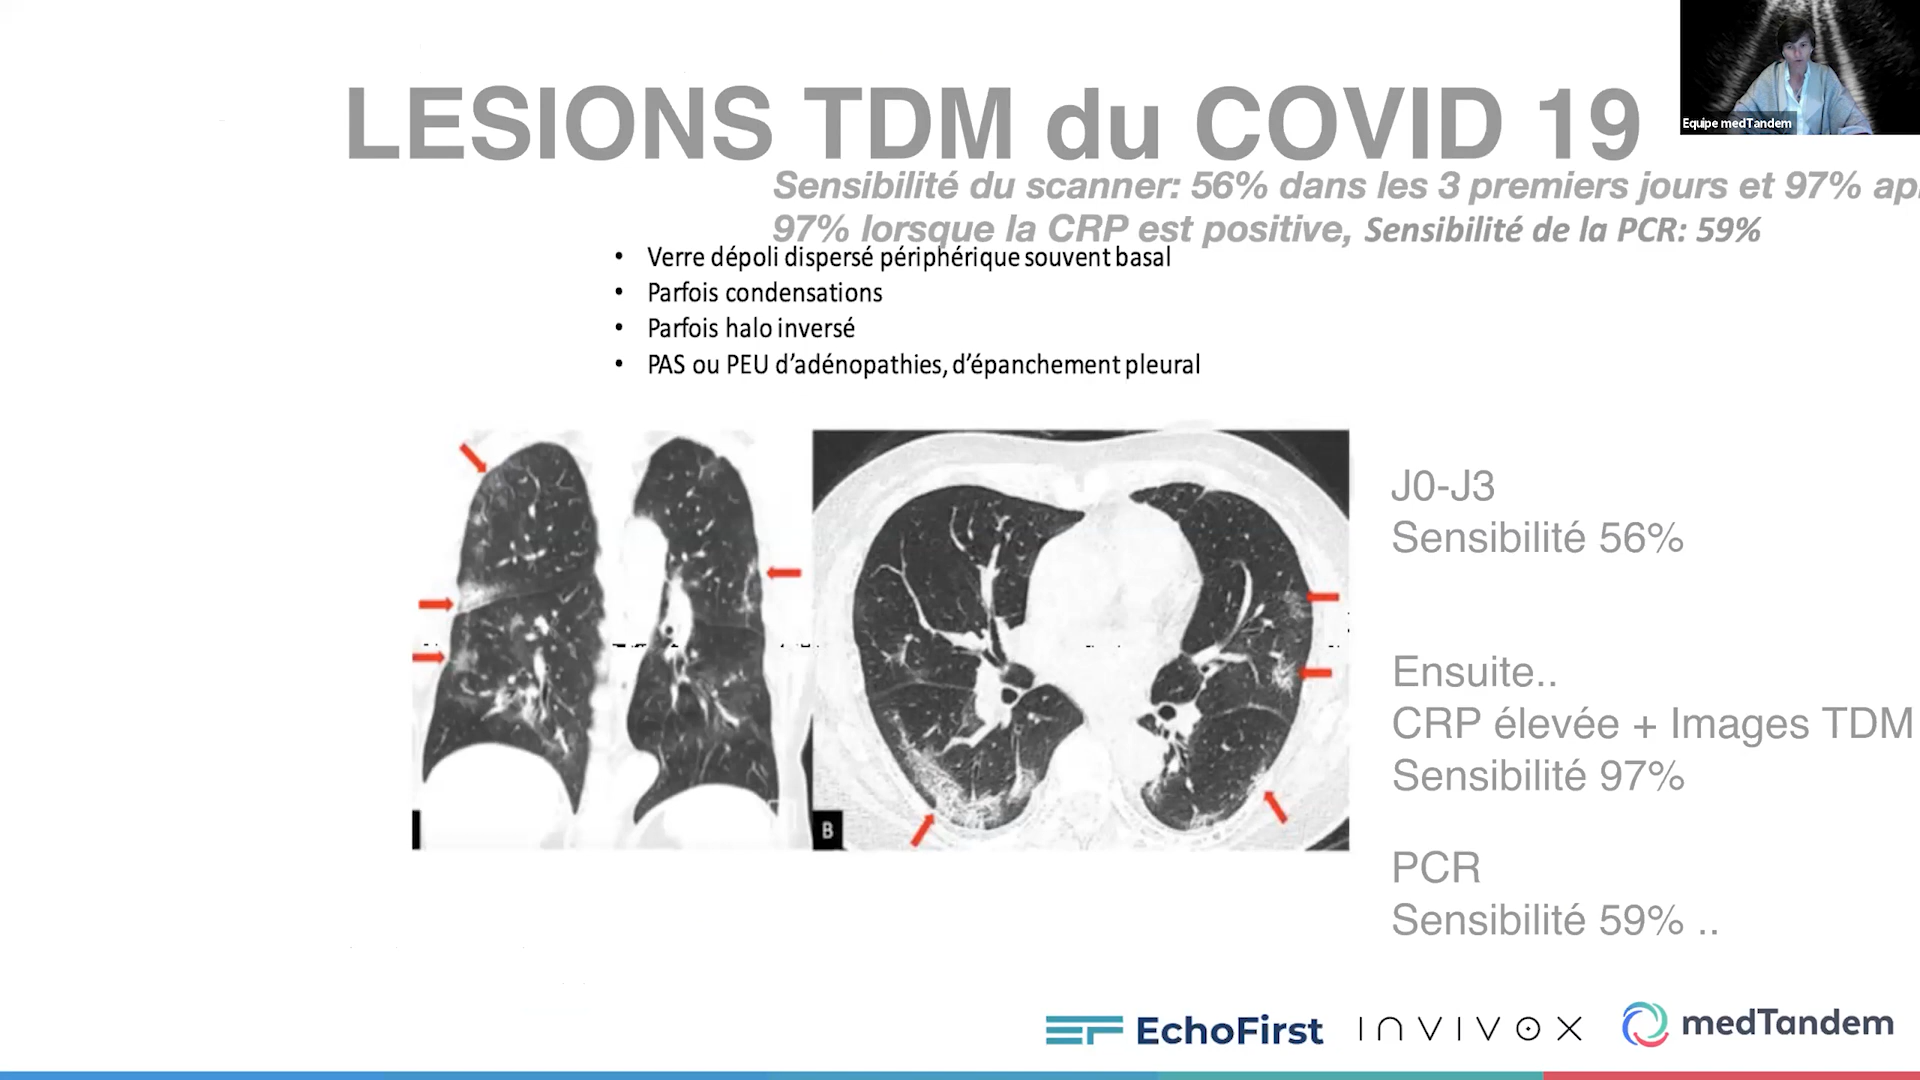 LESIONS TDM du COVID 19
Equipe medTandem
Sensibilité du scanner: 56% dans les 3 premiers jours et 97%
97% lorsque la CRP est positive, Sensibilité de la PCR: 59%
• Verre dépoli dispersé périphérique souvent basal
• Parfois condensations
• Parfois halo inversé
• PAS ou PEU d’adénopathies, d’épanchement pleural
B
J0-J3
Sensibilité 56%
Ensuite..
CRP élevée + Images TDM
Sensibilité 97%
PCR
Sensibilité 59% ..
EchoFirst
INVIVOX
medTandem